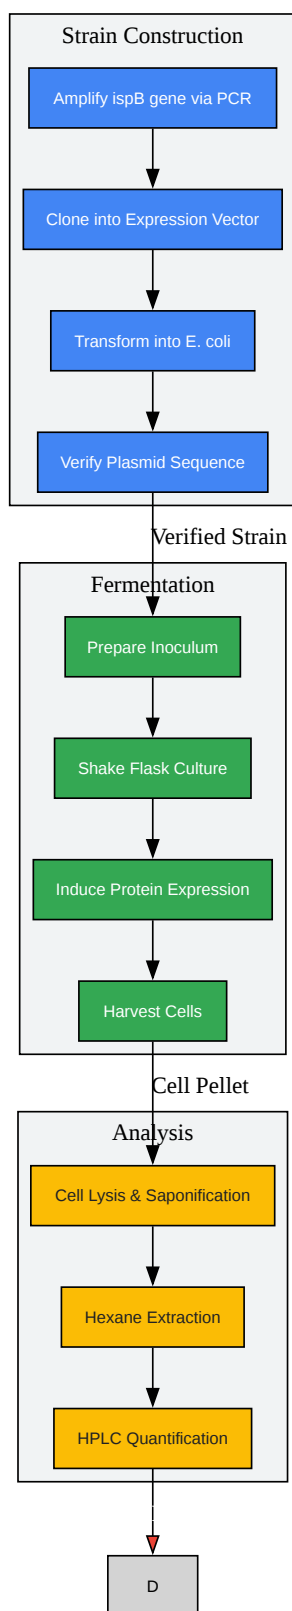 Strain Construction
Amplify ispB gene via PCR
Clone into Expression Vector
Transform into E. coli
Verify Plasmid Sequence
Verified Strain
Fermentation
Prepare Inoculum
Shake Flask Culture
Induce Protein Expression
Harvest Cells
Cell Pellet
Analysis
Cell Lysis & Saponification
Hexane Extraction
HPLC Quantification
D